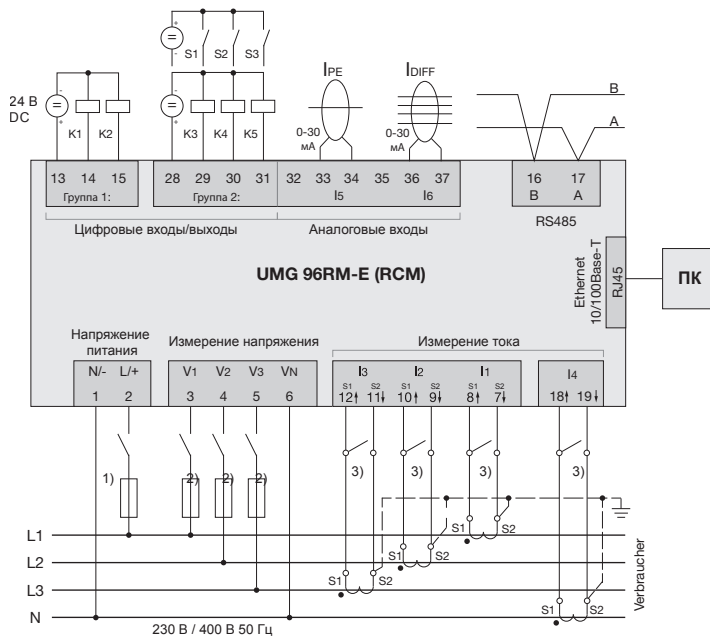 S1 S2 S3
IPE IDIFF
24 В
DC
K1 K2 K3 K4 K5
0-30
мА
0-30
мА
B
A
13 14 15 28 29 30 31 32 33 34 35 36 37 16 17
Группа 1: Группа 2: I5 I6 B A
RS485
Цифровые входы/выходы Аналоговые входы
UMG 96RM-E (RCM)
Ethernet
10/100Base-T
RJ45
ПК
Напряжение
питания
Измерение напряжения
Измерение тока
N/- L/+ V1 V2 V3 VN I3 I2 I1 I4
S1 S2 S1 S2 S1 S2
1 2 3 4 5 6 12 11 10 9 8 7 18 19
3) 3) 3) 3)
1) 2) 2) 2)
L1
S1 S2
L2
S1 S2
L3
S1 S2
N
S1 S2
Verbraucher
230 В / 400 В 50 Гц